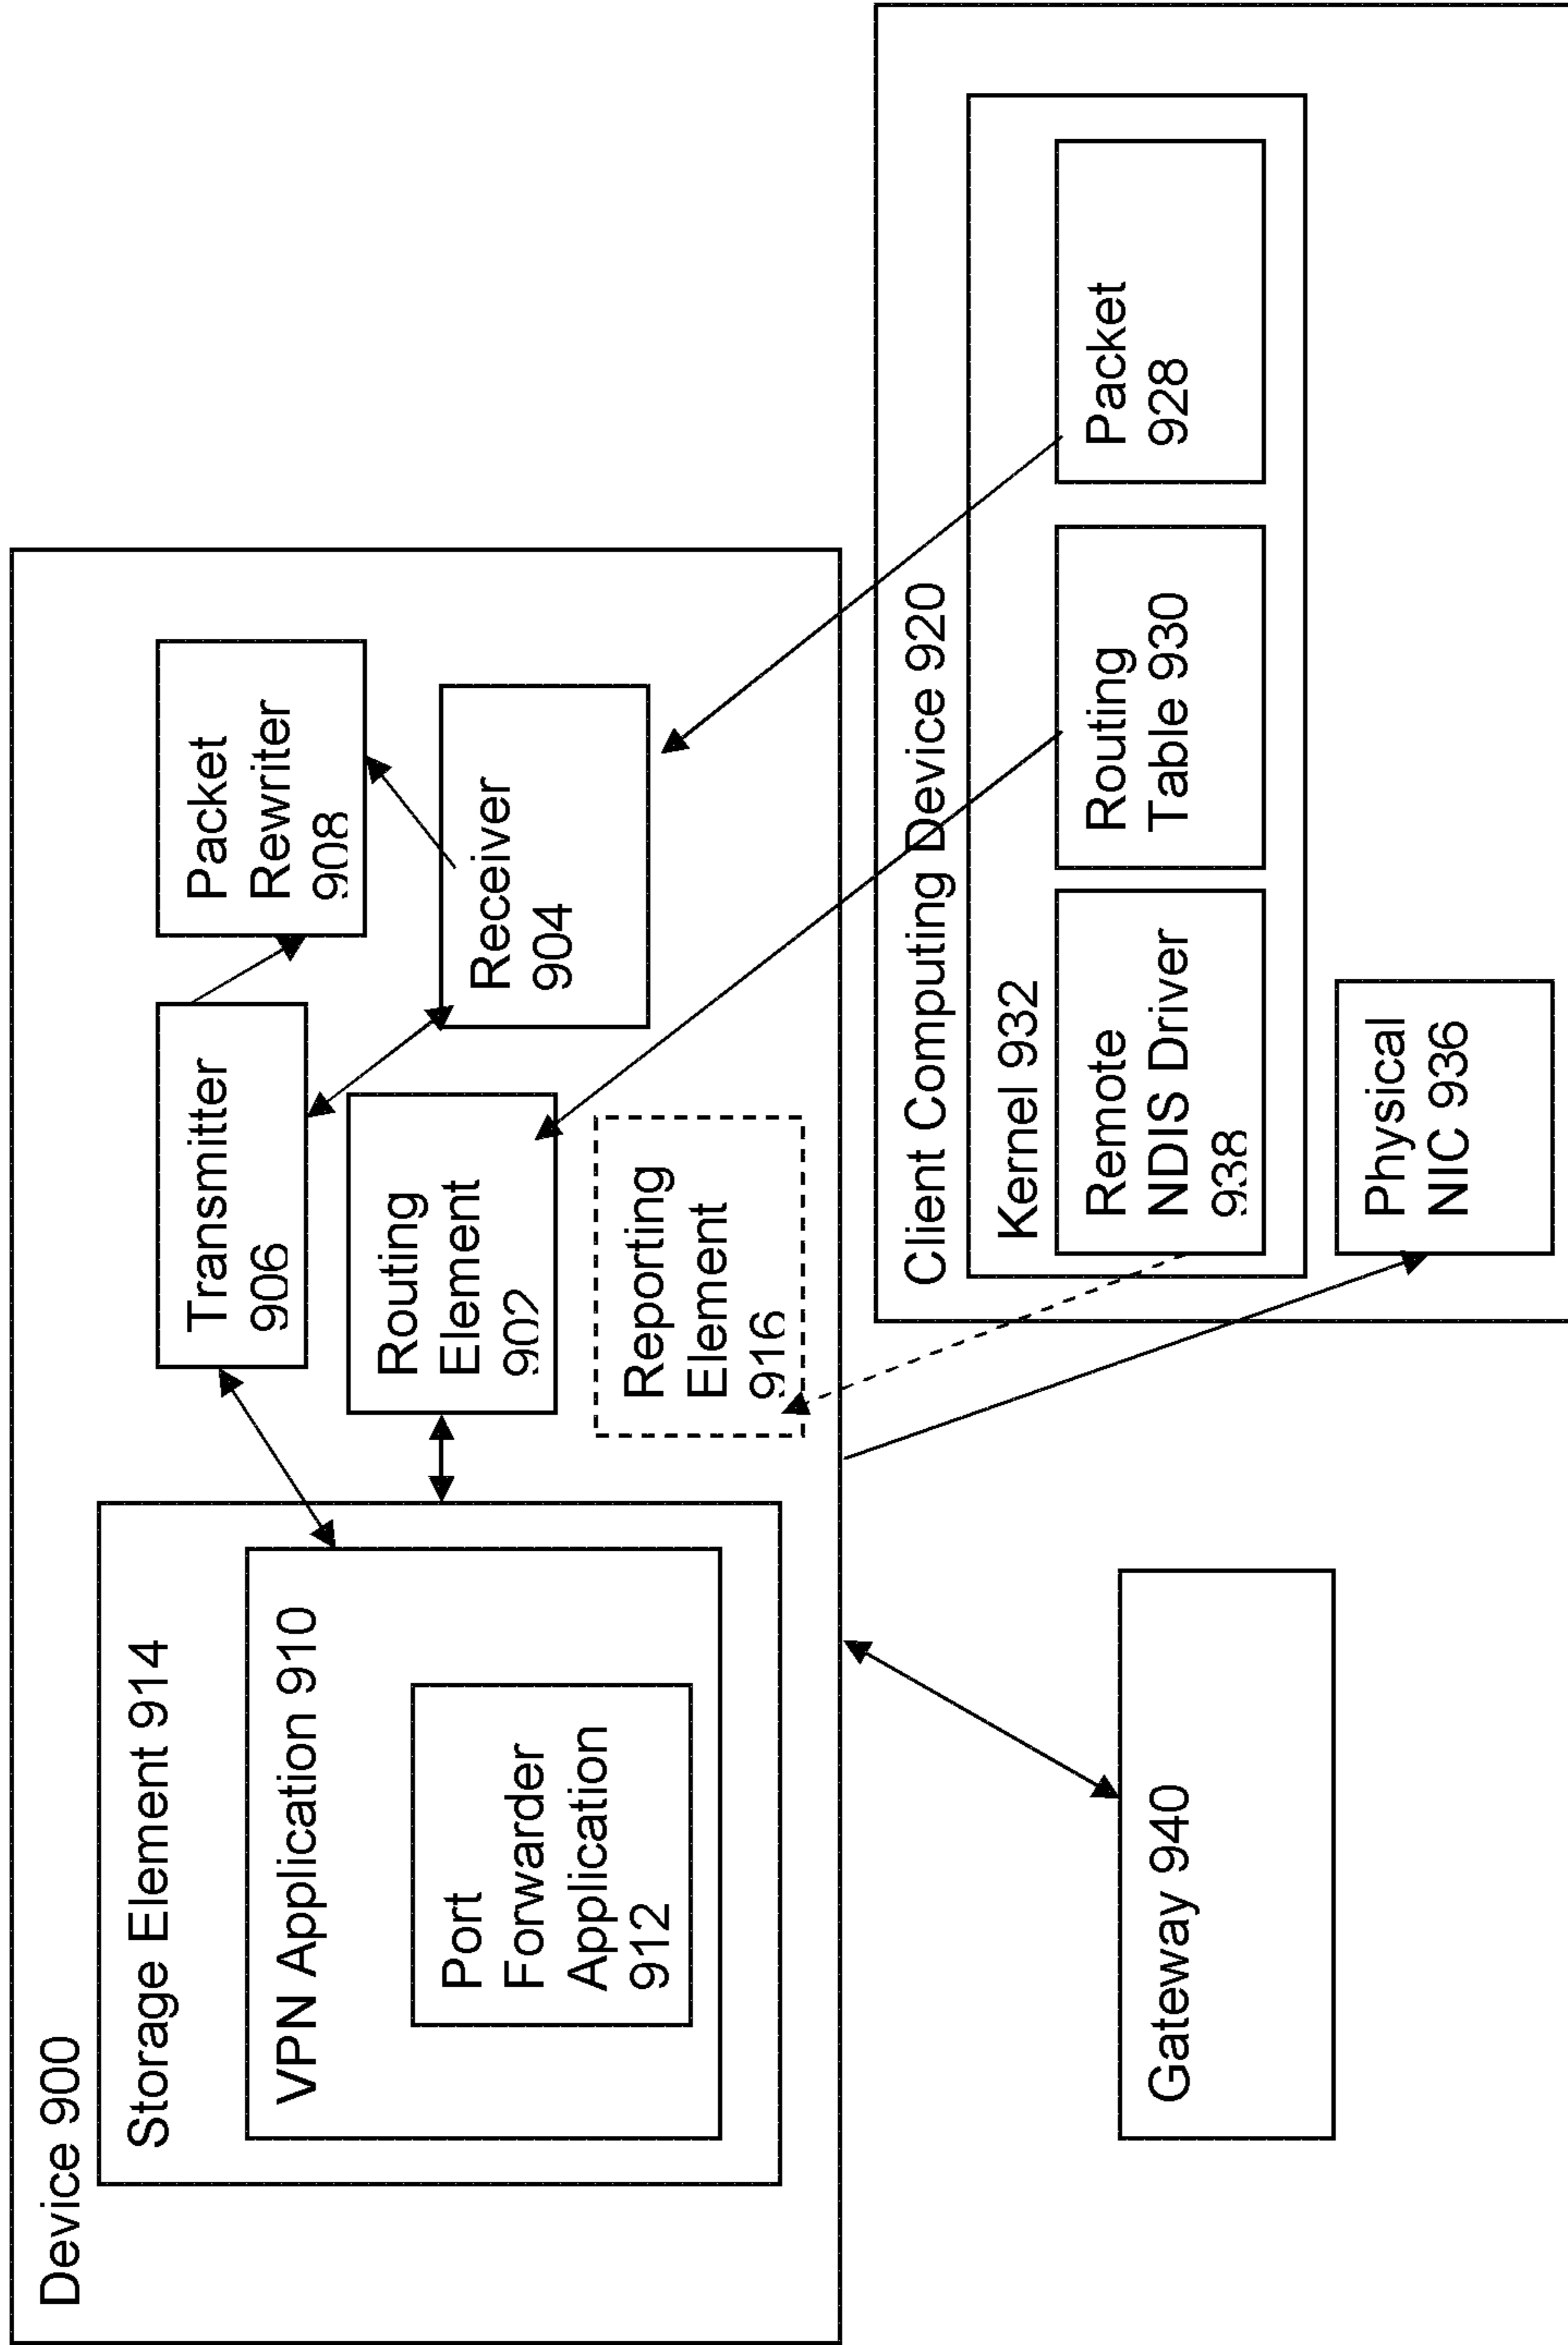 Device 900
Storage Element 914
VPN Application 910
Port
Forwarder
Application
912
Transmitter
906
Packet
Rewriter
908
Routing
Element
902
Receiver
904
Reporting
Element
916
Gateway 940
Client Computing Device 920
Kernel 932
Remote
NDIS Driver
938
Routing
Table 930
Packet
928
Physical
NIC 936